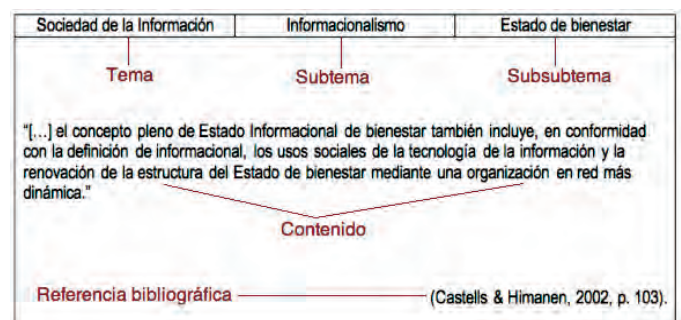 Sociedad de la Información Informacionalismo Estado de bienestar
Tema Subtema Subsubtema
“[…] el concepto pleno de Estado Informacional de bienestar también incluye, en conformidad
con la definición de informacional, los usos sociales de la tecnología de la información y la
renovación de la estructura del Estado de bienestar mediante una organización en red más
dinámica.”
Contenido
Referencia bibliográfica (Castells & Himanen, 2002, p. 103).